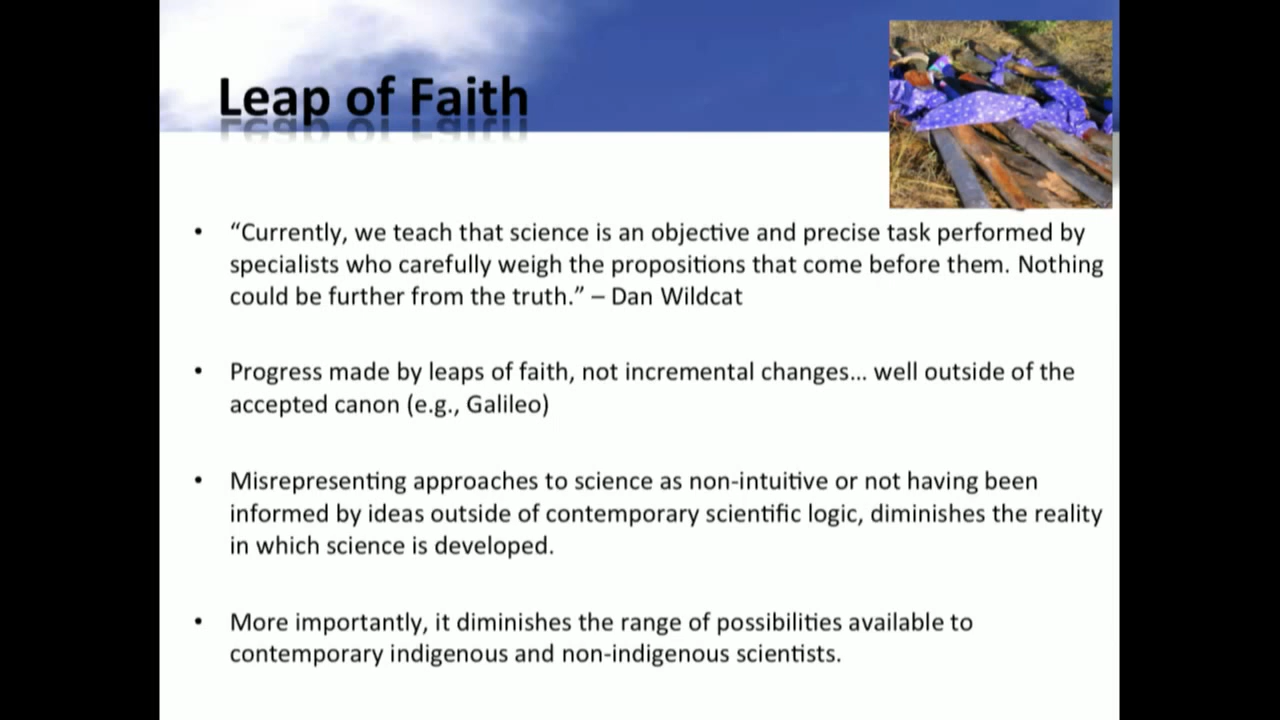 Leap of Faith
• “Currently, we teach that science is an objective and precise task performed by
specialists who carefully weigh the propositions that come before them. Nothing
could be further from the truth.” – Dan Wildcat
• Progress made by leaps of faith, not incremental changes... well outside of the
accepted canon (e.g., Galileo)
• Misrepresenting approaches to science as non-intuitive or not having been
informed by ideas outside of contemporary scientific logic, diminishes the reality
in which science is developed.
• More importantly, it diminishes the range of possibilities available to
contemporary indigenous and non-indigenous scientists.